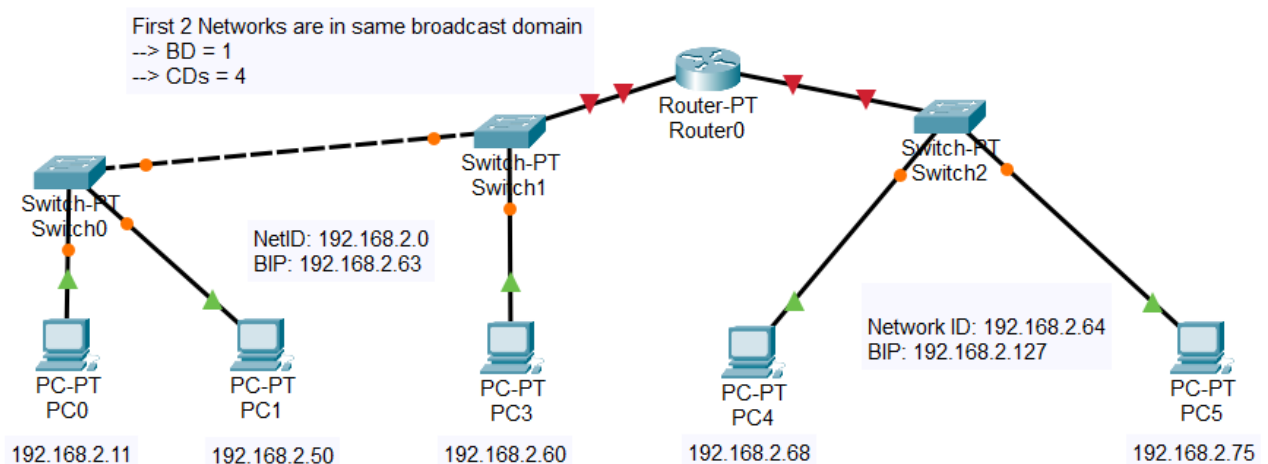 First 2 Networks are in same broadcast domain
--> BD = 1
--> CDs = 4
Router-PT
Router0
Switch-PT
Switch1
Switch-PT
Switch2
Switch-PT
Switch0
NetID: 192.168.2.0
BIP: 192.168.2.63
Network ID: 192.168.2.64
BIP: 192.168.2.127
PC-PT
PC0
PC-PT
PC1
PC-PT
PC3
PC-PT
PC4
PC-PT
PC5
192.168.2.11
192.168.2.50
192.168.2.60
192.168.2.68
192.168.2.75